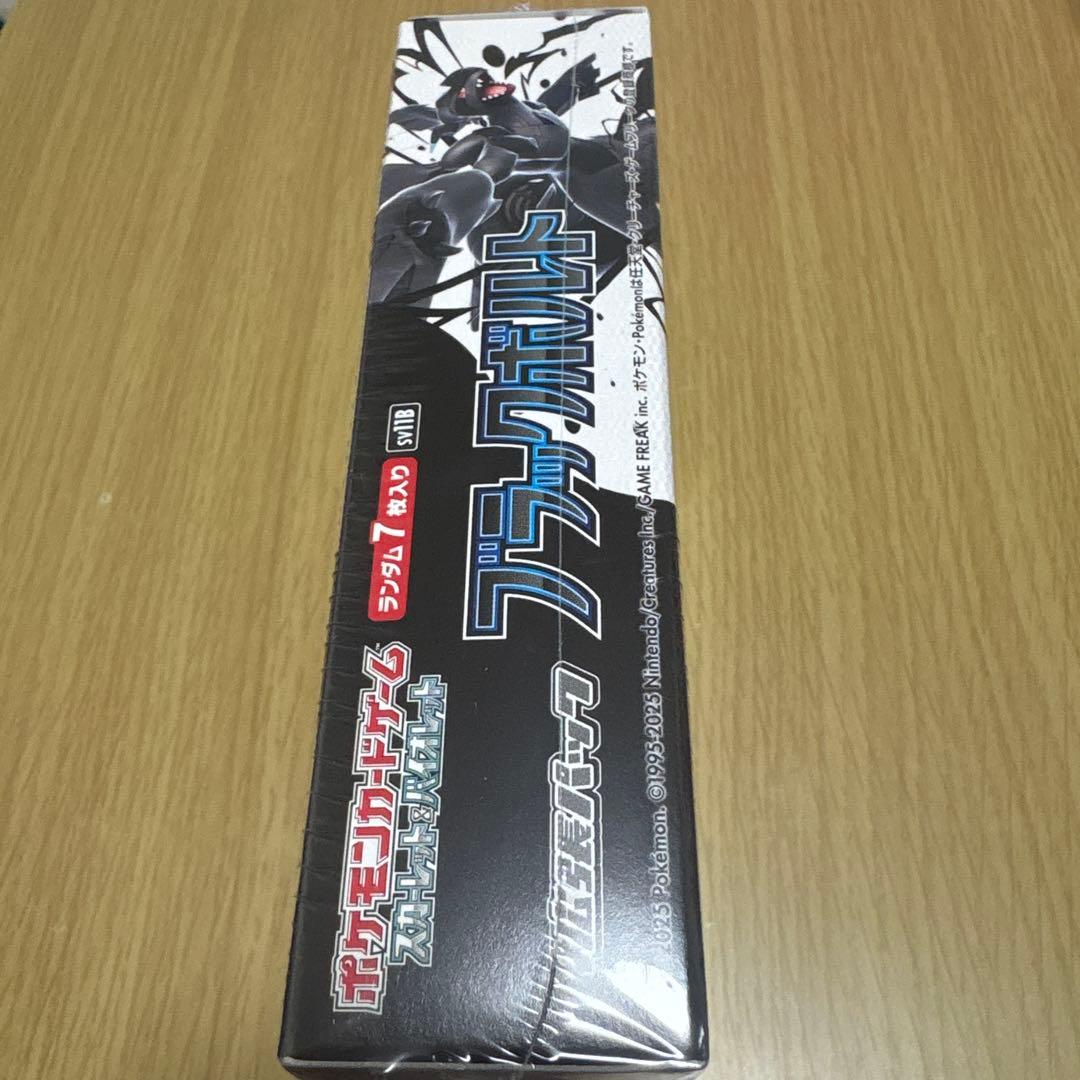 ポケモンカードゲーム™
スカーレット&バイオレット
ランダム7枚入り
SV11B
拡張パック
ブラックボルト
2025 Pokémon. ©1995-2025 Nintendo/Creatures Inc./GAME FREAK inc. ポケモン・Pokémonは任天堂・クリーチャーズ・ゲームフリークの登録商標です。